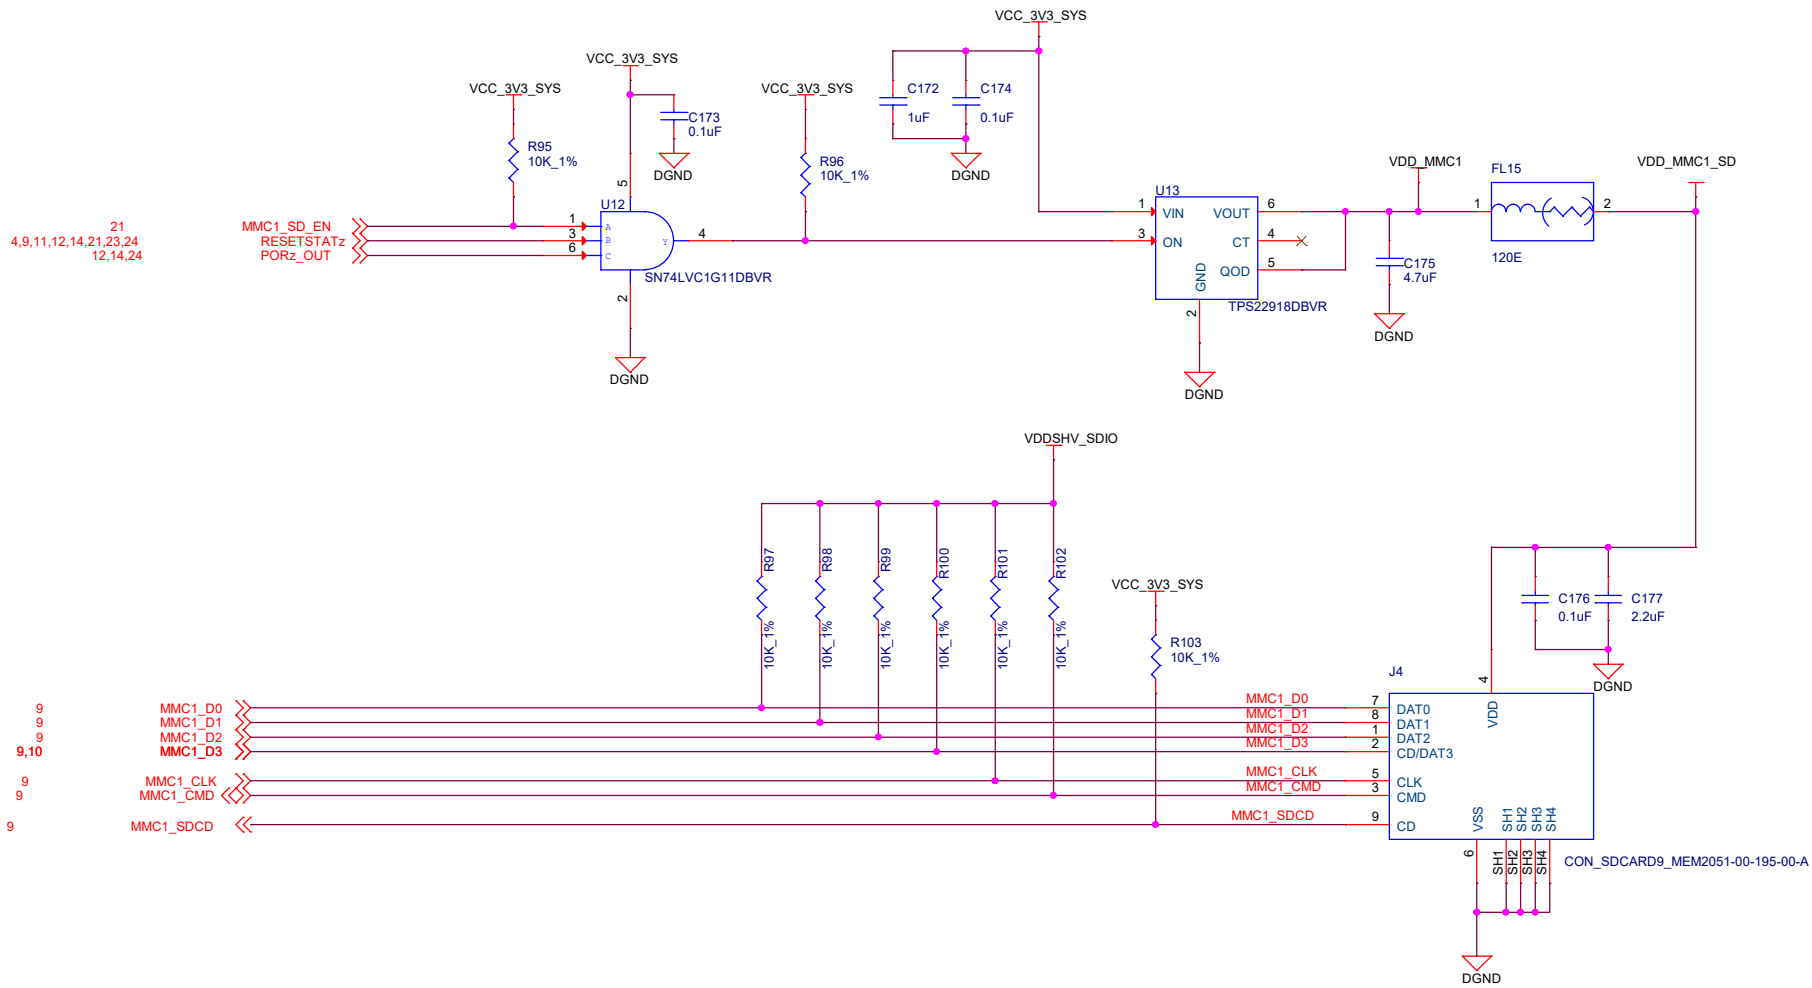 VCC_3V3_SYS
VCC_3V3_SYS
VCC_3V3_SYS
VCC_3V3_SYS
C172
1uF
C174
0.1uF
C173
0.1uF
DGND
DGND
R95
10K_1%
R96
10K_1%
VDD_MMC1
FL15
VDD_MMC1_SD
1
2
120E
21
MMC1_SD_EN
4,9,11,12,14,21,23,24
RESETSTATz
12,14,24
PORz_OUT
U12
5
1
A
3
B
6
C
Y
4
2
SN74LVC1G11DBVR
DGND
U13
1
VIN
VOUT
6
3
ON
CT
4
QOD
5
GND
2
TPS22918DBVR
DGND
C175
4.7uF
DGND
VDDSHV_SDIO
R97
R98
R99
R100
R101
R102
10K_1%
10K_1%
10K_1%
10K_1%
10K_1%
10K_1%
VCC_3V3_SYS
R103
10K_1%
C176
0.1uF
C177
2.2uF
DGND
J4
4
VDD
9
MMC1_D0
MMC1_D0
7
DAT0
9
MMC1_D1
MMC1_D1
8
DAT1
9
MMC1_D2
MMC1_D2
1
DAT2
9,10
MMC1_D3
MMC1_D3
2
CD/DAT3
9
MMC1_CLK
MMC1_CLK
5
CLK
9
MMC1_CMD
MMC1_CMD
3
CMD
9
MMC1_SDCD
MMC1_SDCD
9
CD
VSS
SH1
SH2
SH3
SH4
6
SH1
SH2
SH3
SH4
CON_SDCARD9_MEM2051-00-195-00-A
DGND